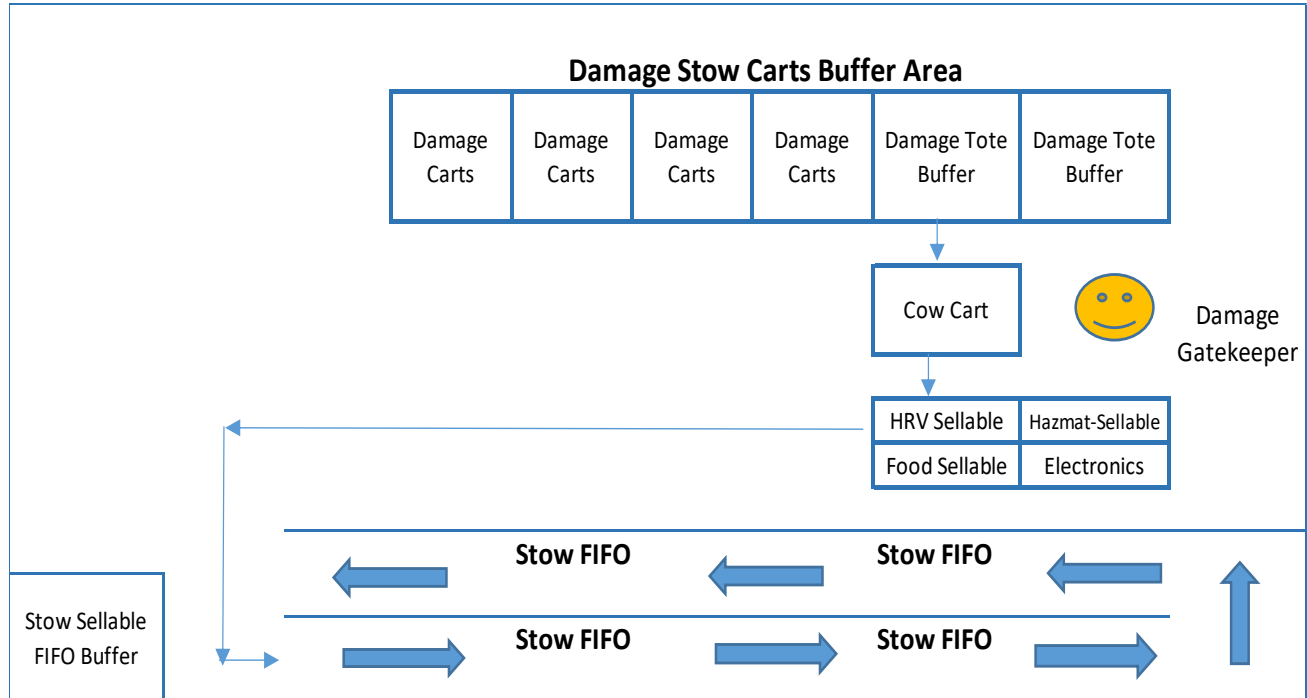 Damage Stow Carts Buffer Area
Damage
Carts
Damage
Carts
Damage
Carts
Damage
Carts
Damage Tote
Buffer
Damage Tote
Buffer
Cow Cart
Damage
Gatekeeper
HRV Sellable
Hazmat-Sellable
Food Sellable
Electronics
Stow FIFO
Stow FIFO
Stow Sellable
FIFO Buffer
Stow FIFO
Stow FIFO